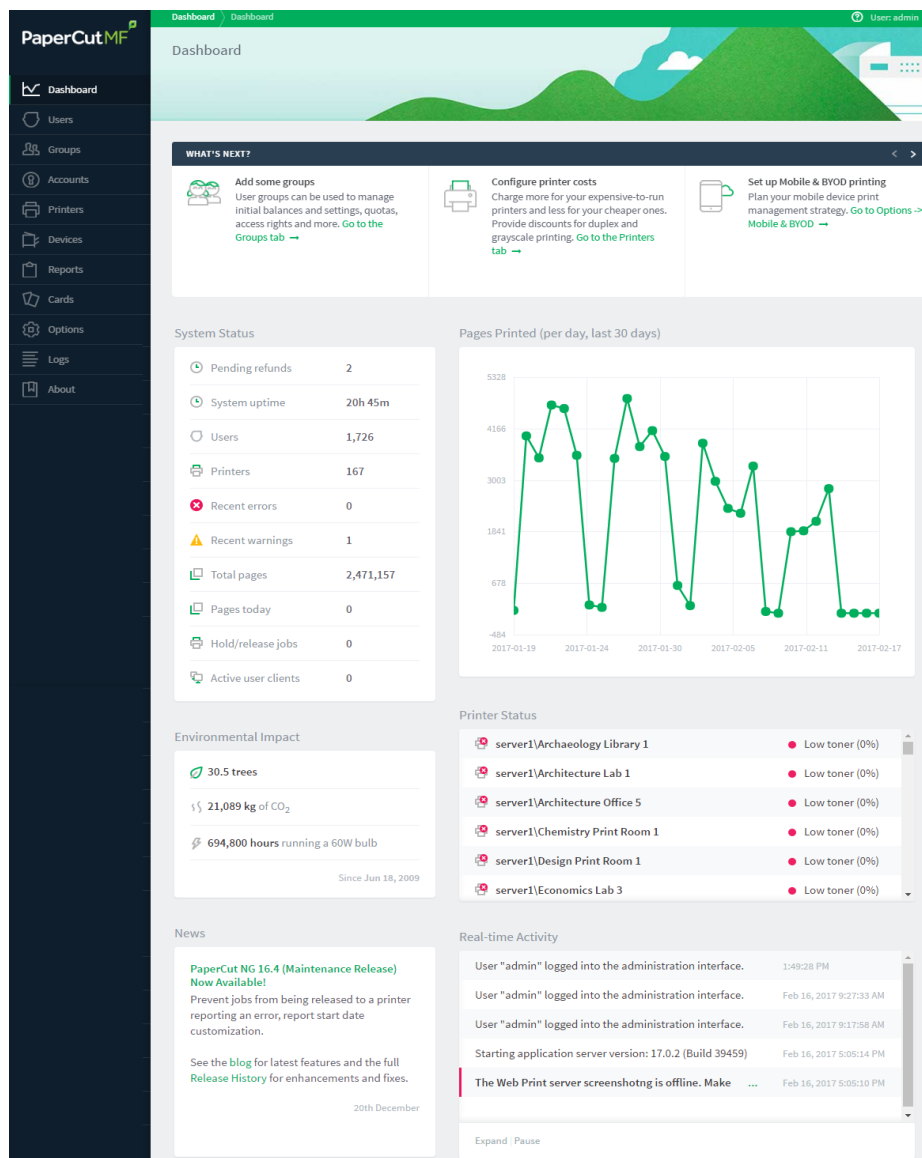 PaperCutMF
Dashboard
Users
Groups
Accounts
Printers
Devices
Reports
Cards
Options
Logs
About
Dashboard Dashboard
User: admin
Dashboard
WHAT'S NEXT?
Add some groups
User groups can be used to manage
initial balances and settings, quotas,
access rights and more. Go to the
Groups tab →
Configure printer costs
Charge more for your expensive-to-run
printers and less for your cheaper ones.
Provide discounts for duplex and
grayscale printing. Go to the Printers
tab →
Set up Mobile & BYOD printing
Plan your mobile device print
management strategy. Go to Options ->
Mobile & BYOD →
System Status
Pending refunds 2
System uptime 20h 45m
Users 1,726
Printers 167
Recent errors 0
Recent warnings 1
Total pages 2,471,157
Pages today 0
Hold/release jobs 0
Active user clients 0
Pages Printed (per day, last 30 days)
5328
4166
3003
1841
678
-484
2017-01-19 2017-01-24 2017-01-30 2017-02-05 2017-02-11 2017-02-17
Environmental Impact
30.5 trees
21,089 kg of CO2
694,800 hours running a 60W bulb
Since Jun 18, 2009
Printer Status
server1\Archaeology Library 1 Low toner (0%)
server1\Architecture Lab 1 Low toner (0%)
server1\Architecture Office 5 Low toner (0%)
server1\Chemistry Print Room 1 Low toner (0%)
server1\Design Print Room 1 Low toner (0%)
server1\Economics Lab 3 Low toner (0%)
News
PaperCut NG 16.4 (Maintenance Release)
Now Available!
Prevent jobs from being released to a printer
reporting an error, report start date
customization.
See the blog for latest features and the full
Release History for enhancements and fixes.
20th December
Real-time Activity
User "admin" logged into the administration interface. 1:49:28 PM
User "admin" logged into the administration interface. Feb 16, 2017 9:27:33 AM
User "admin" logged into the administration interface. Feb 16, 2017 9:17:58 AM
Starting application server version: 17.0.2 (Build 39459) Feb 16, 2017 5:05:14 PM
The Web Print server screenshotng is offline. Make ... Feb 16, 2017 5:05:10 PM
Expand | Pause